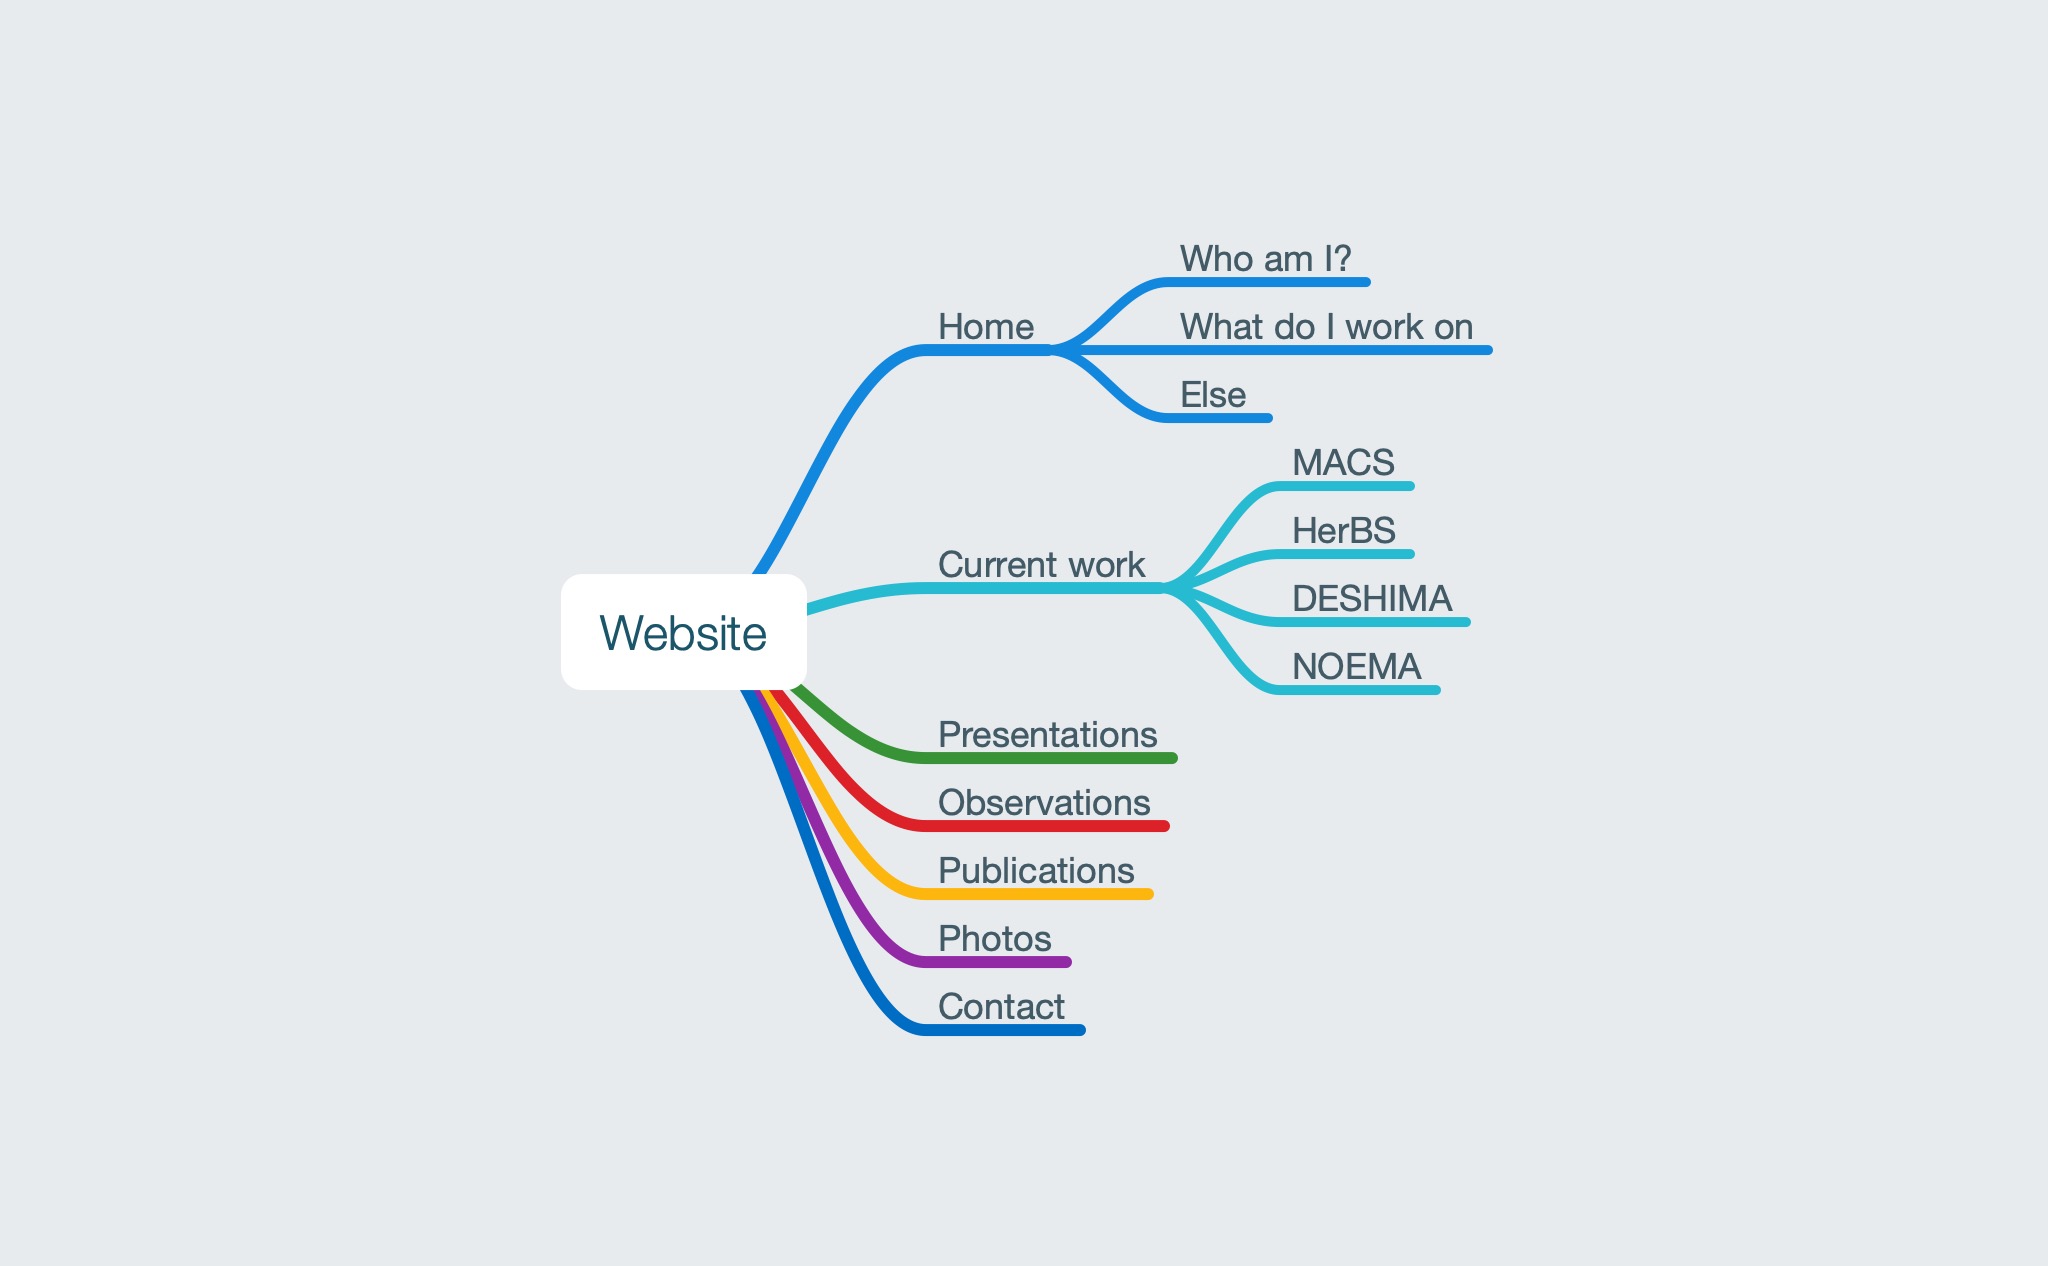 Website
Home
Who am I?
What do I work on
Else
Current work
MACS
HerBS
DESHIMA
NOEMA
Presentations
Observations
Publications
Photos
Contact